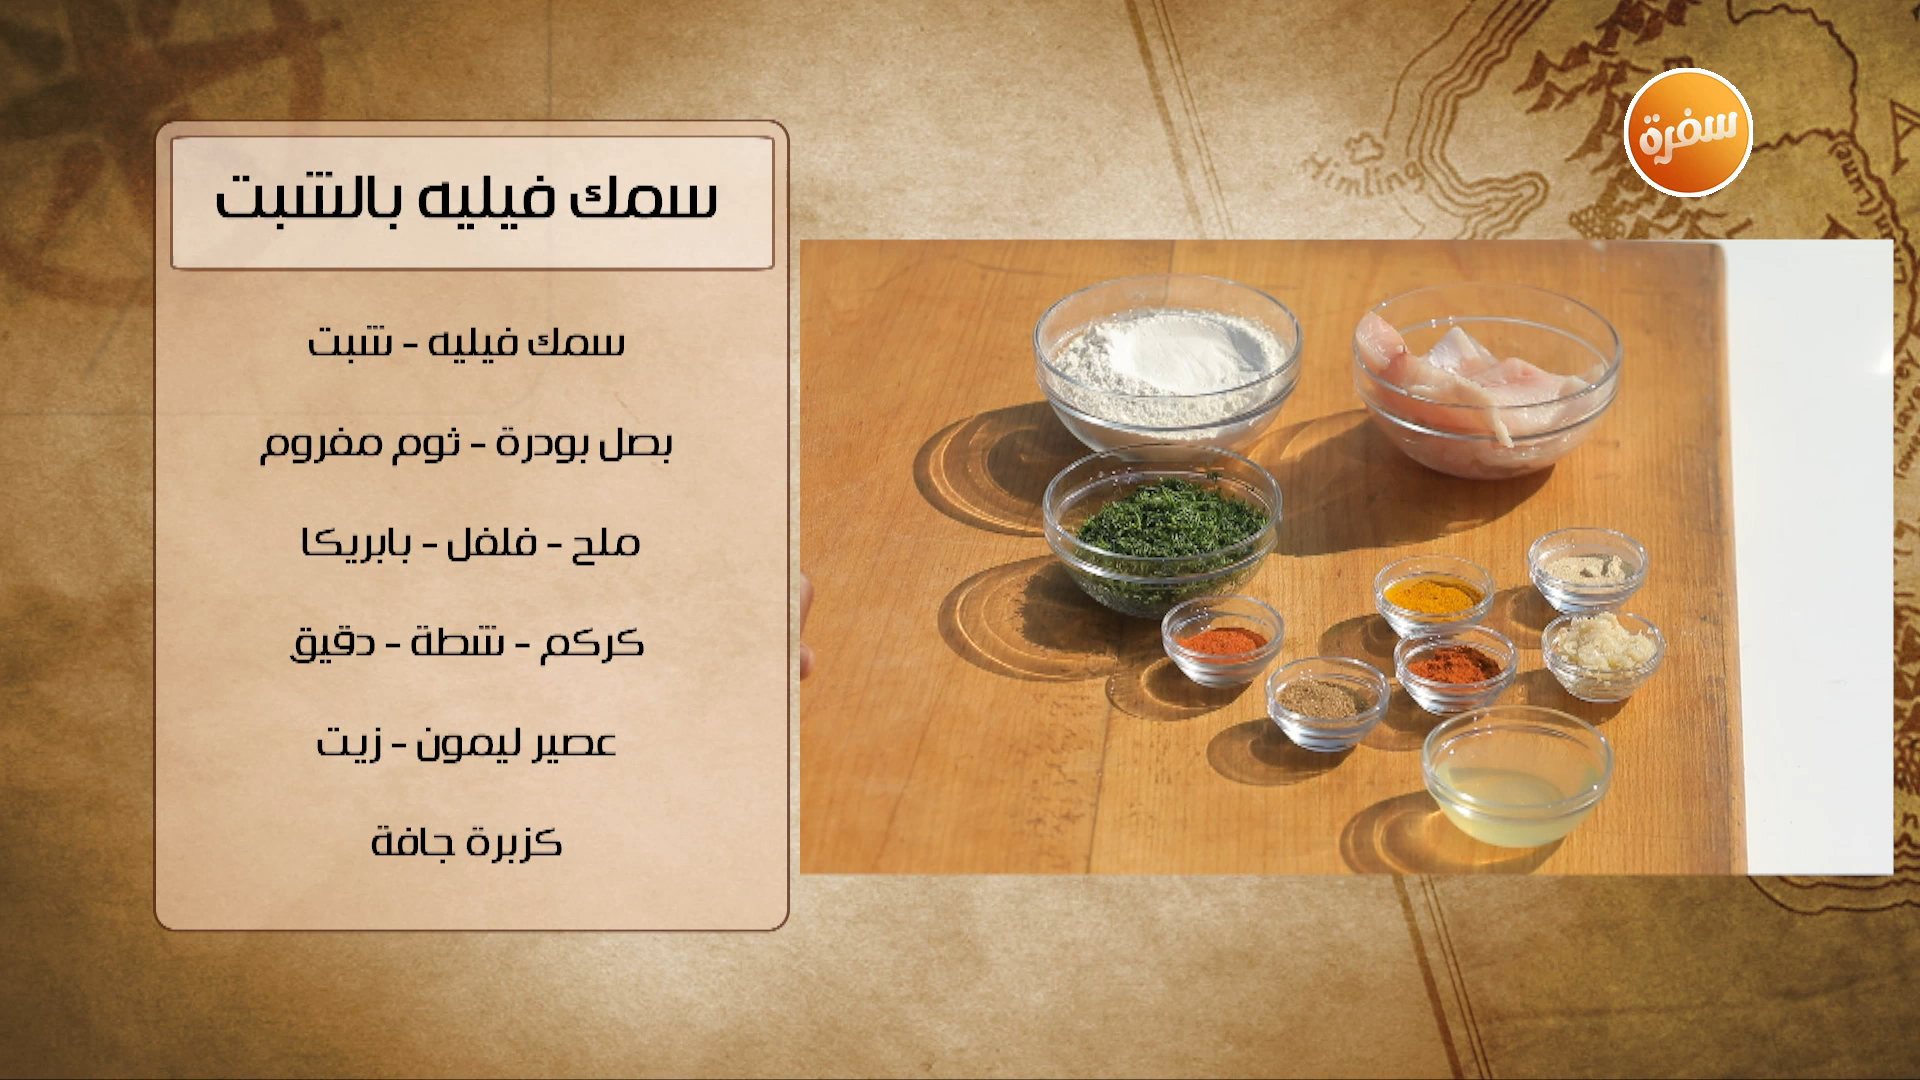 سفرة
سمك فيليه بالشبت
سمك فيليه - شبت
بصل بودرة - ثوم مفروم
ملح - فلفل - بابريكا
كركم - شطة - دقيق
عصير ليمون - زيت
كزبرة جافة
Himling